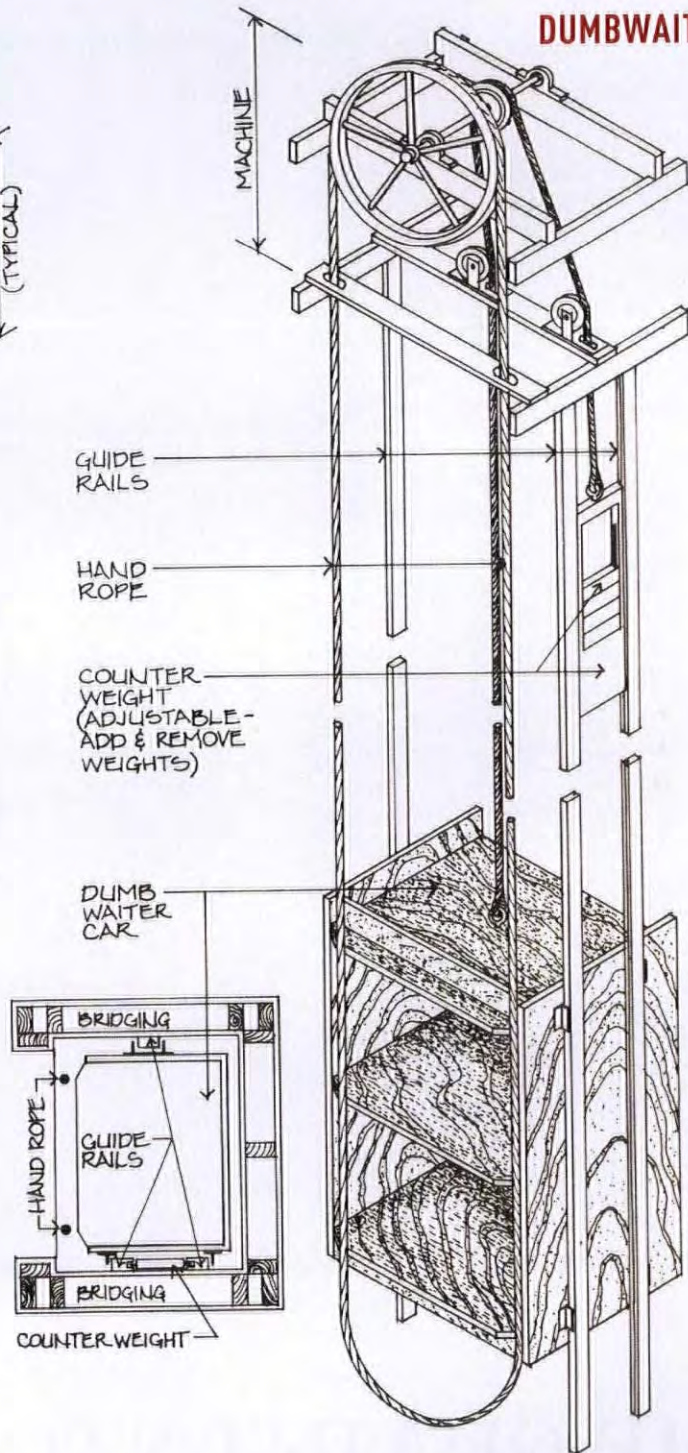 DUMBWAIT
(TYPICAL)
MACHINE
GUIDE
RAILS
HAND
ROPE
COUNTER
WEIGHT
(ADJUSTABLE-
ADD & REMOVE
WEIGHTS)
DUMB
WAITER
CAR
BRIDGING
HAND ROPE
GUIDE
RAILS
BRIDGING
COUNTER WEIGHT